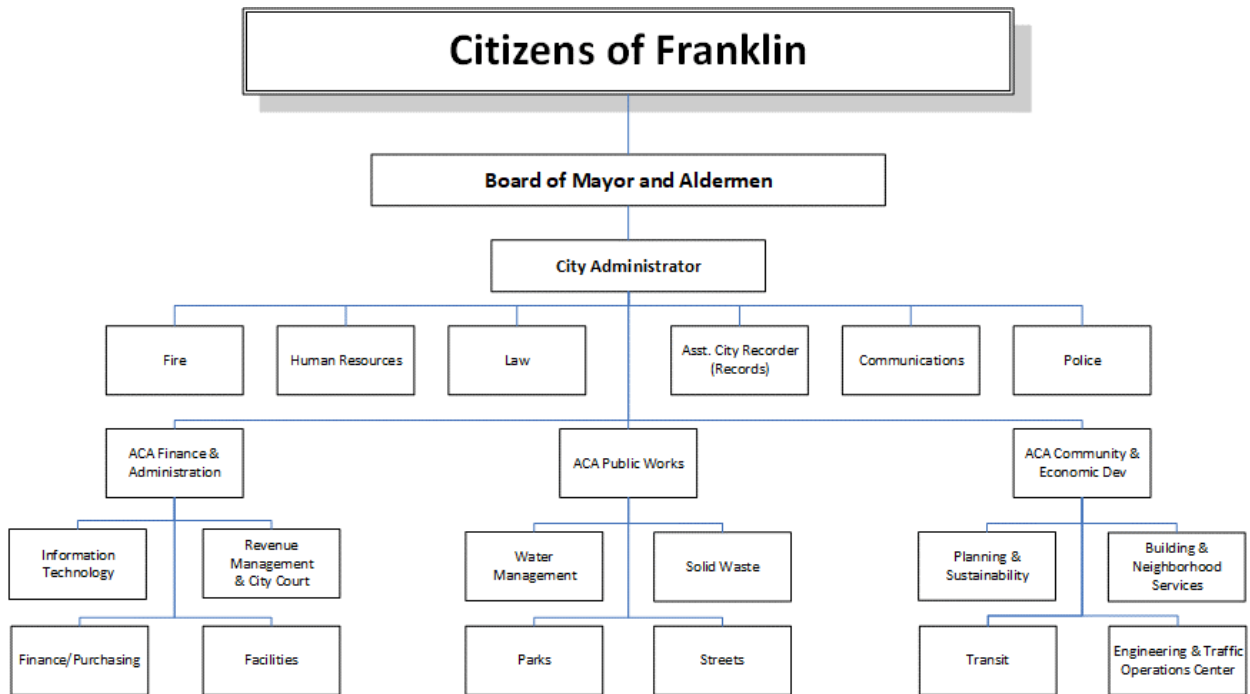 Citizens of Franklin
Board of Mayor and Aldermen
City Administrator
Fire
Human Resources
Law
Asst. City Recorder
(Records)
Communications
Police
ACA Finance &
Administration
ACA Public Works
ACA Community &
Economic Dev
Information
Technology
Revenue
Management
& City Court
Water
Management
Solid Waste
Planning &
Sustainability
Building &
Neighborhood
Services
Finance/Purchasing
Facilities
Parks
Streets
Transit
Engineering & Traffic
Operations Center